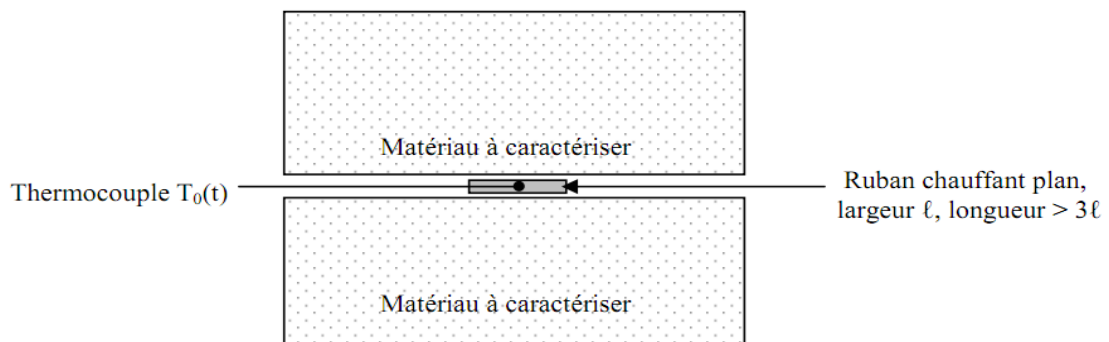 Matériau à caractériser
Thermocouple T₀(t)
Ruban chauffant plan,
largeur ℓ, longueur > 3ℓ
Matériau à caractériser